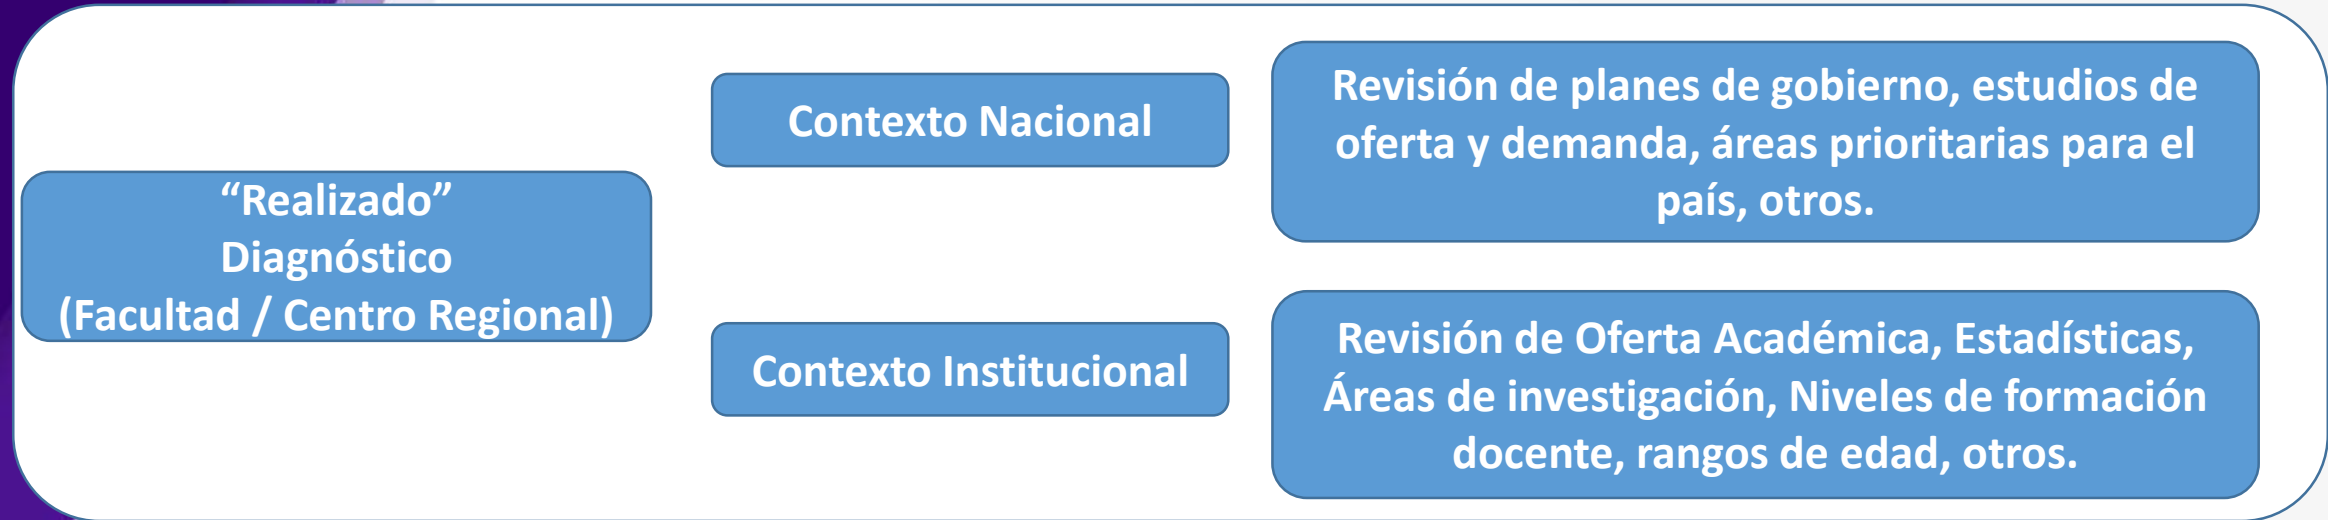 “Realizado”
Diagnóstico
(Facultad / Centro Regional)
Contexto Nacional
Revisión de planes de gobierno, estudios de
oferta y demanda, áreas prioritarias para el
país, otros.
Contexto Institucional
Revisión de Oferta Académica, Estadísticas,
Áreas de investigación, Niveles de formación
docente, rangos de edad, otros.